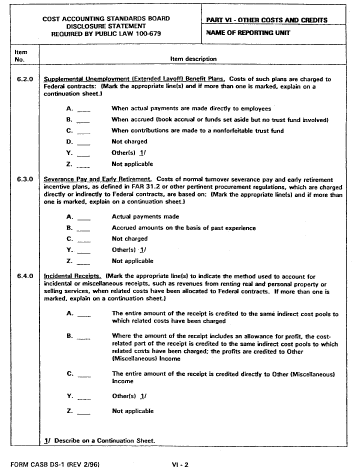 COST ACCOUNTING STANDARDS BOARD
DISCLOSURE STATEMENT
REQUIRED BY PUBLIC LAW 100-679
PART VI - OTHER COSTS AND CREDITS
NAME OF REPORTING UNIT
Item
No.
Item description
6.2.0 Supplemental Unemployment (Extended Layoff) Benefit Plans. Costs of such plans are charged to
Federal contracts: (Mark the appropriate line(s) and if more than one is marked, explain on a
continuation sheet.)
A. ____ When actual payments are made directly to employees
B. ____ When accrued (book accrual or funds set aside but no trust fund involved)
C. ____ When contributions are made to a nonforfeitable trust fund
D. ____ Not charged
Y. ____ Other(s) 1/
Z. ____ Not applicable
6.3.0 Severance Pay and Early Retirement. Costs of normal turnover severance pay and early retirement
incentive plans, as defined in FAR 31.2 or other pertinent procurement regulations, which are charged
directly or indirectly to Federal contracts, are based on: (Mark the appropriate line(s) and if more than
one is marked, explain on a continuation sheet.)
A. ____ Actual payments made
B. ____ Accrued amounts on the basis of past experience
C. ____ Not charged
Y. ____ Other(s) 1/
Z. ____ Not applicable
6.4.0 Incidental Receipts. (Mark the appropriate line(s) to indicate the method used to account for
incidental or miscellaneous receipts, such as revenues from renting real and personal property or
selling services, when related costs have been allocated to Federal contracts. If more than one is
marked, explain on a continuation sheet.)
A. ____ The entire amount of the receipt is credited to the same indirect cost pools to
which related costs have been charged
B. ____ Where the amount of the receipt includes an allowance for profit, the cost-
related part of the receipt is credited to the same indirect cost pools to which
related costs have been charged; the profits are credited to Other
(Miscellaneous) Income
C. ____ The entire amount of the receipt is credited directly to Other (Miscellaneous)
Income
Y. ____ Other(s) 1/
Z. ____ Not applicable
1/ Describe on a Continuation Sheet.
FORM CASB DS-1 (REV 2/96) VI - 2